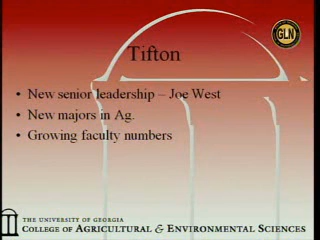 GLN
Tifton
• New senior leadership – Joe West
• New majors in Ag.
• Growing faculty numbers
THE UNIVERSITY OF GEORGIA
COLLEGE OF AGRICULTURAL & ENVIRONMENTAL SCIENCES